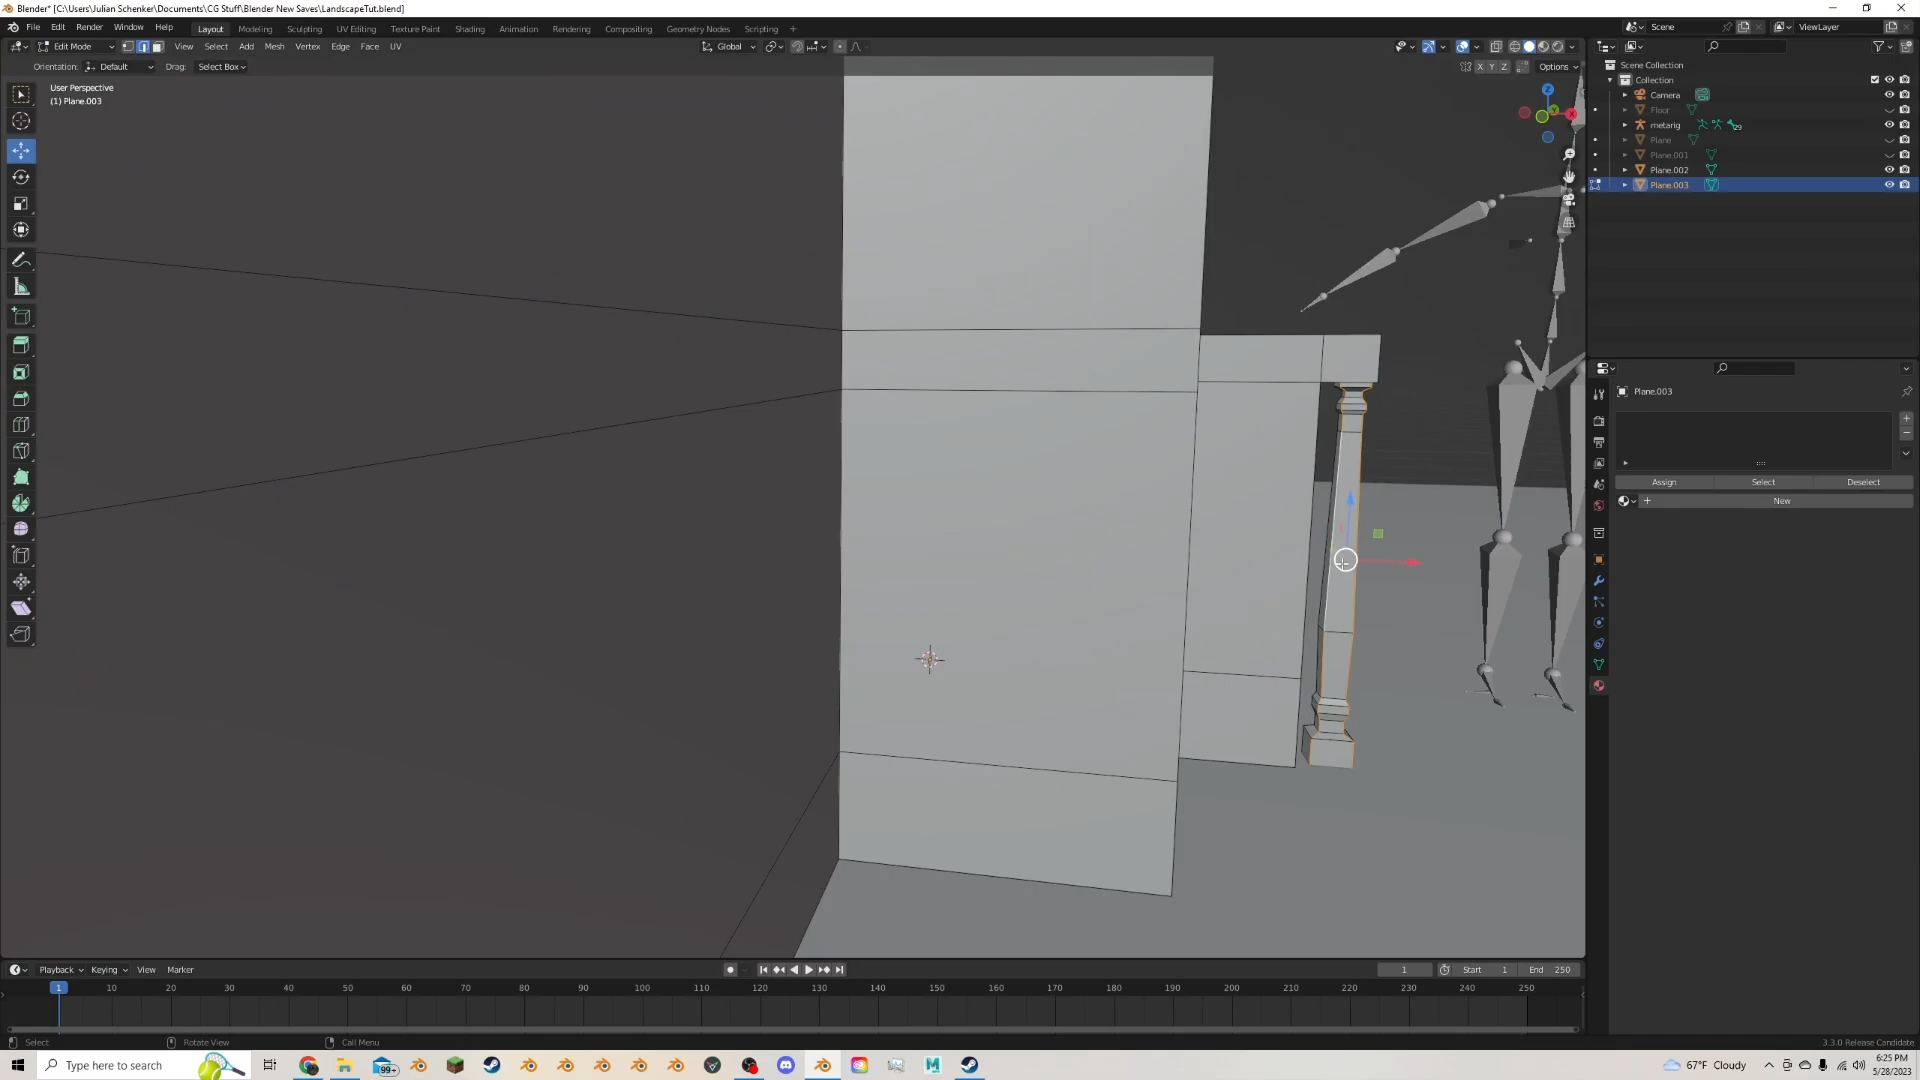 Blender* [C:\Users\Julian Schenker\Documents\CG Stuff\Blender New Saves\LandscapeTut.blend]
File Edit Render Window Help Layout Modeling Sculpting UV Editing Texture Paint Shading Animation Rendering Compositing Geometry Nodes Scripting + Scene ViewLayer
Edit Mode View Select Add Mesh Vertex Edge Face UV Global
Orientation: Default Drag: Select Box X Y Z Options
User Perspective
(1) Plane.003
Z
Y
X
Scene Collection
Collection
Camera
Floor
metarig 29
Plane
Plane.001
Plane.002
Plane.003
Plane.003
Assign Select Deselect
New
Playback Keying View Marker 1 Start 1 End 250
1 10 20 30 40 50 60 70 80 90 100 110 120 130 140 150 160 170 180 190 200 210 220 230 240 250
Select Rotate View Call Menu 3.3.0 Release Candidate
Type here to search 99+ 67°F Cloudy 6:25 PM
5/28/2023